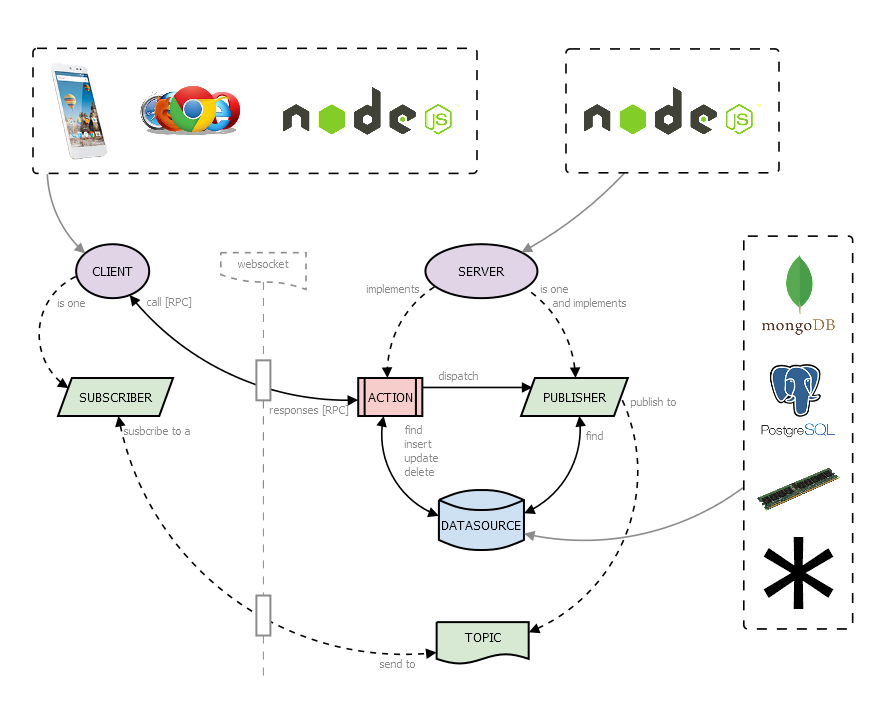 node
JS
node
JS
CLIENT
websocket
SERVER
is one
call [RPC]
implements
is one
and implements
mongoDB
SUBSCRIBER
ACTION
dispatch
PUBLISHER
publish to
responses [RPC]
susbcribe to a
find
insert
update
delete
find
PostgreSQL
DATASOURCE
TOPIC
send to